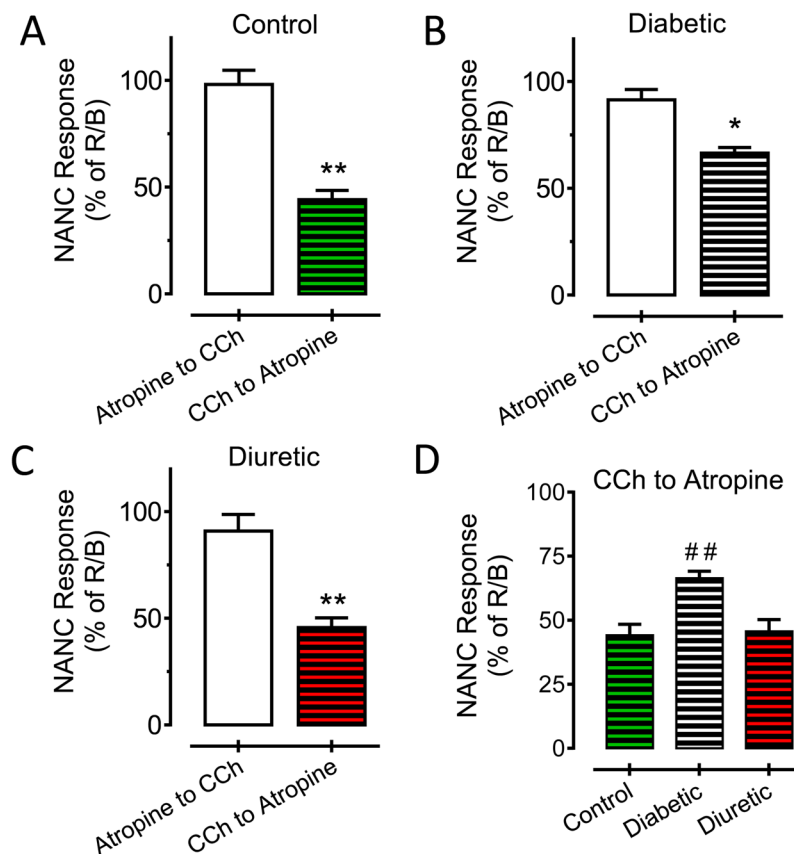 A
Control
NANC Response
(% of R/B)
100
50
0
**
Atropine to CCh
CCh to Atropine
B
Diabetic
NANC Response
(% of R/B)
100
50
0
*
Atropine to CCh
CCh to Atropine
C
Diuretic
NANC Response
(% of R/B)
100
50
0
**
Atropine to CCh
CCh to Atropine
D
CCh to Atropine
NANC Response
(% of R/B)
100
75
50
25
0
##
Control
Diabetic
Diuretic